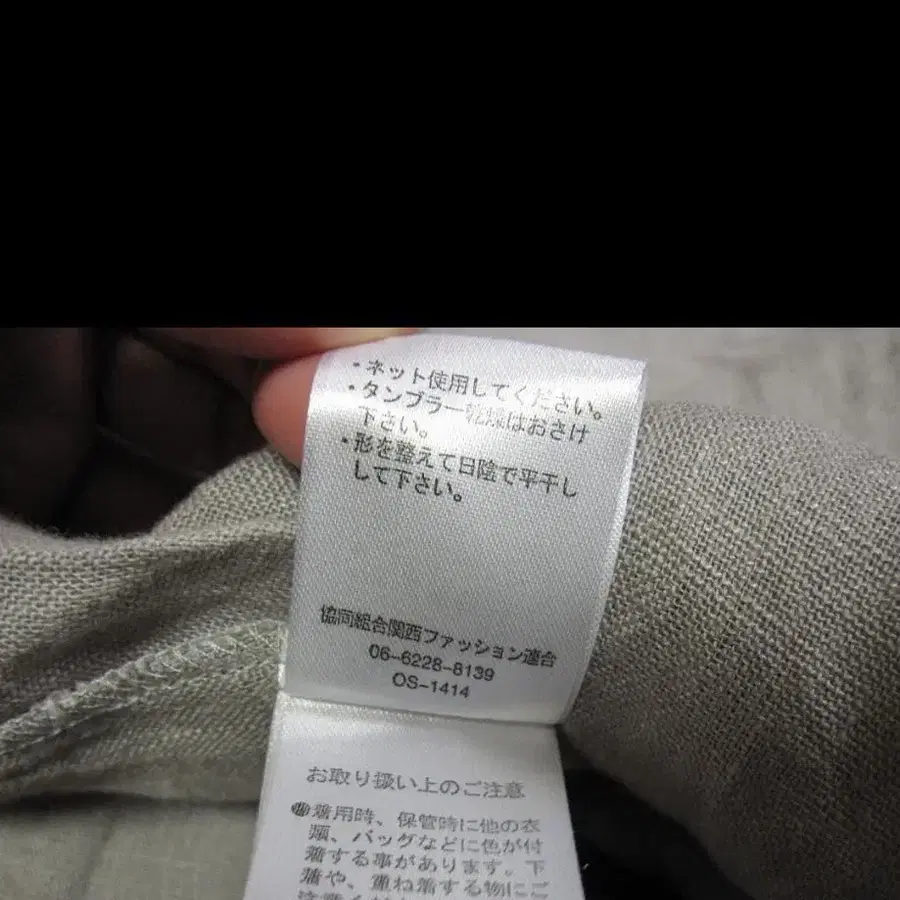 ・ネット使用してください。
・タンブラー乾燥はおさけ
下さい。
・形を整えて日陰で平干し
して下さい。
協同組合関西ファッション連合
06-6228-8139
OS-1414
お取り扱い上のご注意
●着用時、保管時に他の衣
類、バッグなどに色が付
着する事があります。下
着や、重ね着する物にご
注意くだ